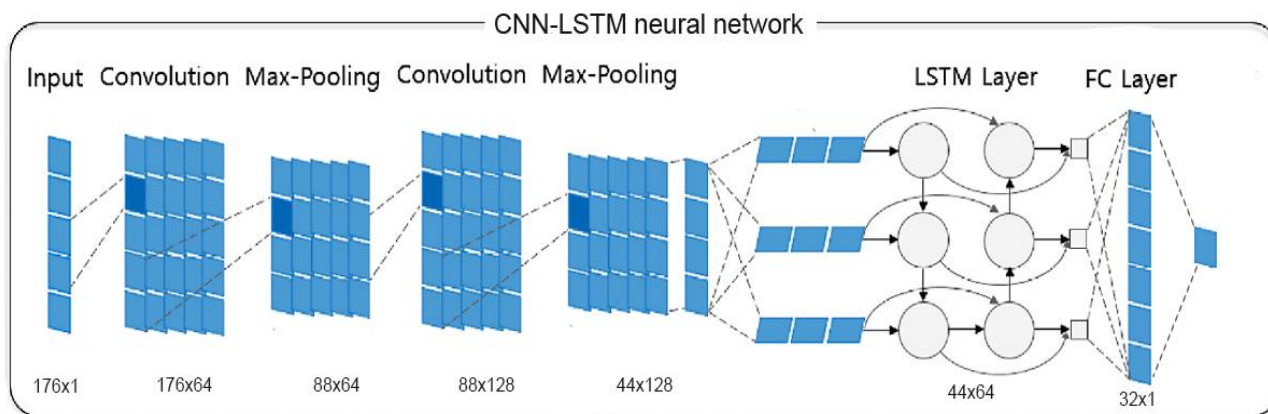 CNN-LSTM neural network
Input Convolution Max-Pooling Convolution Max-Pooling LSTM Layer FC Layer
176x1 176x64 88x64 88x128 44x128 44x64 32x1